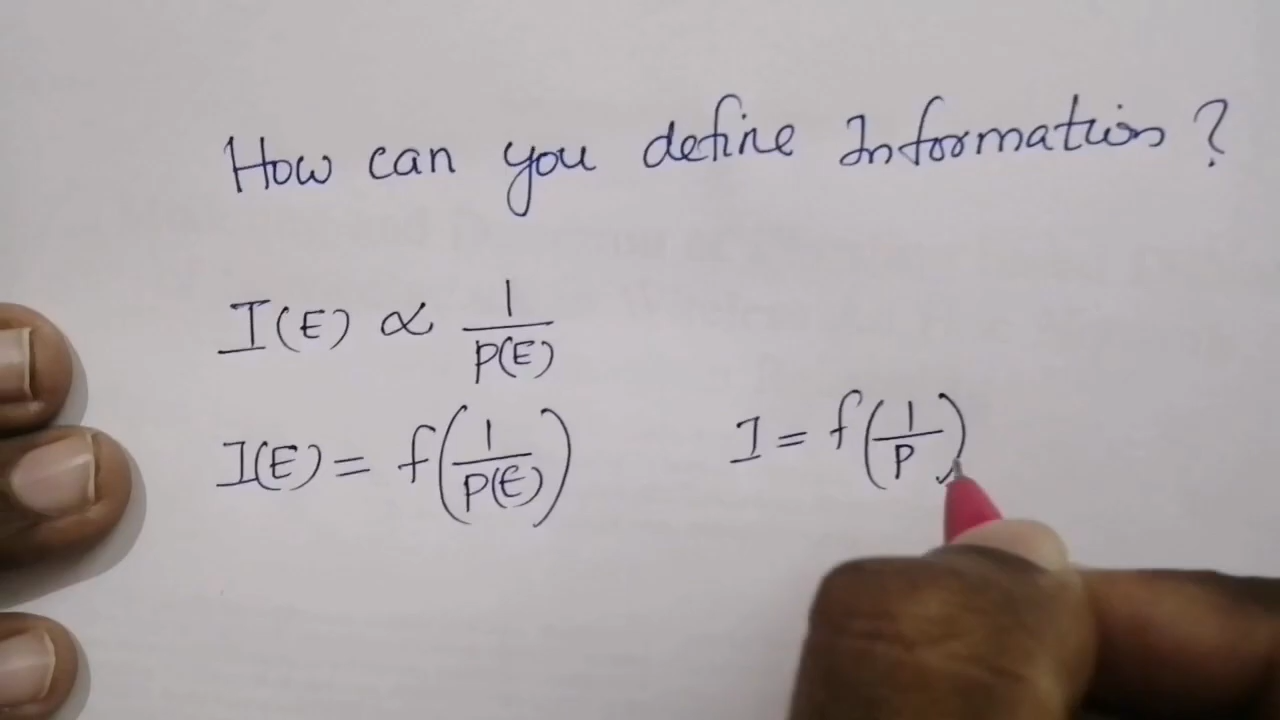 How can you define Information ?
I(E) ∝ 1/P(E)
I(E) = f(1/P(E))
I = f(1/P)